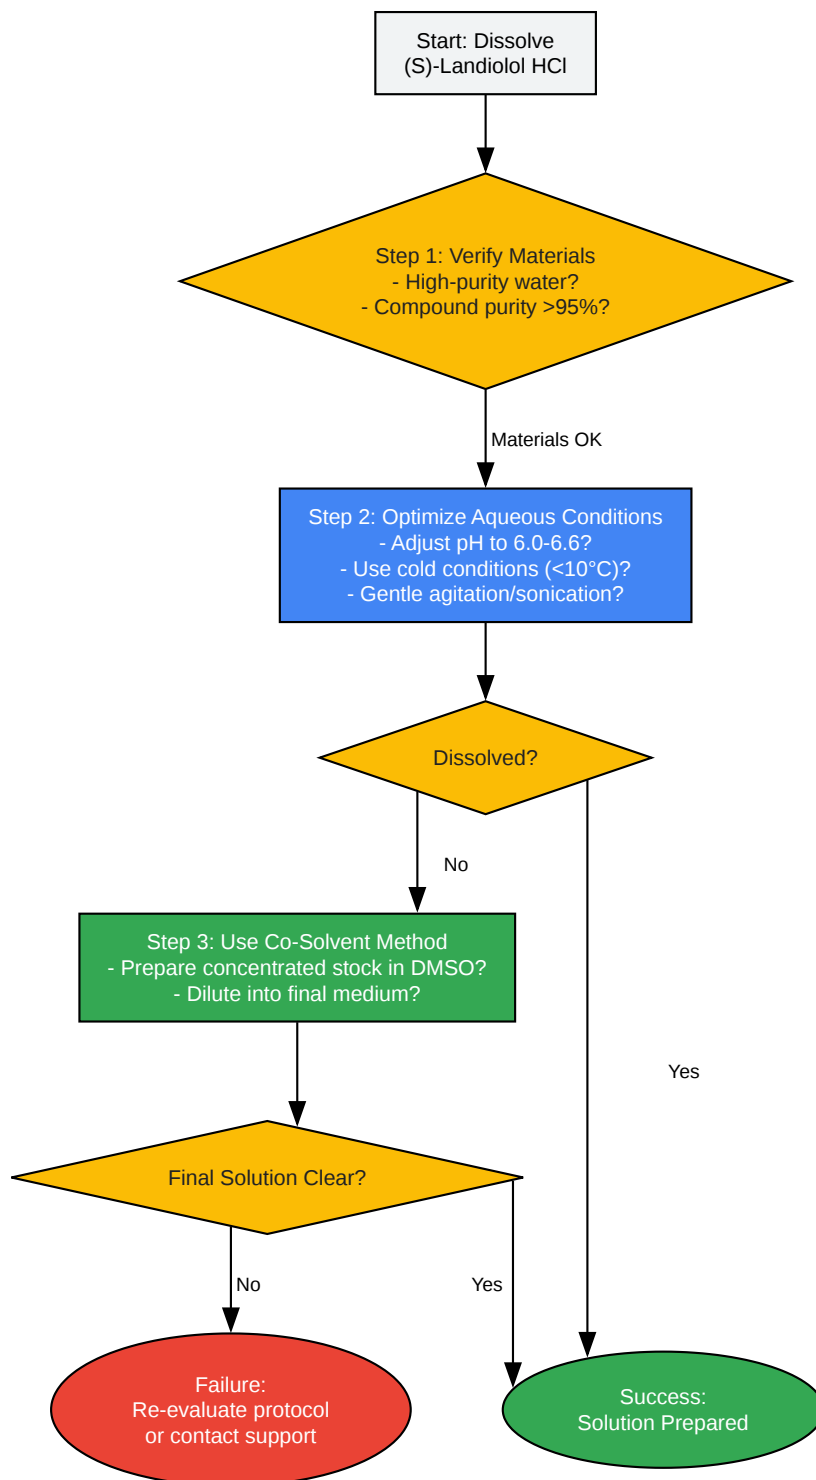 Start: Dissolve
(S)-Landiolol HCl
Step 1: Verify Materials
- High-purity water?
- Compound purity >95%?
Materials OK
Step 2: Optimize Aqueous Conditions
- Adjust pH to 6.0-6.6?
- Use cold conditions (<10°C)?
- Gentle agitation/sonication?
Dissolved?
No
Step 3: Use Co-Solvent Method
- Prepare concentrated stock in DMSO?
- Dilute into final medium?
Yes
Final Solution Clear?
No
Yes
Failure:
Re-evaluate protocol
or contact support
Success:
Solution Prepared